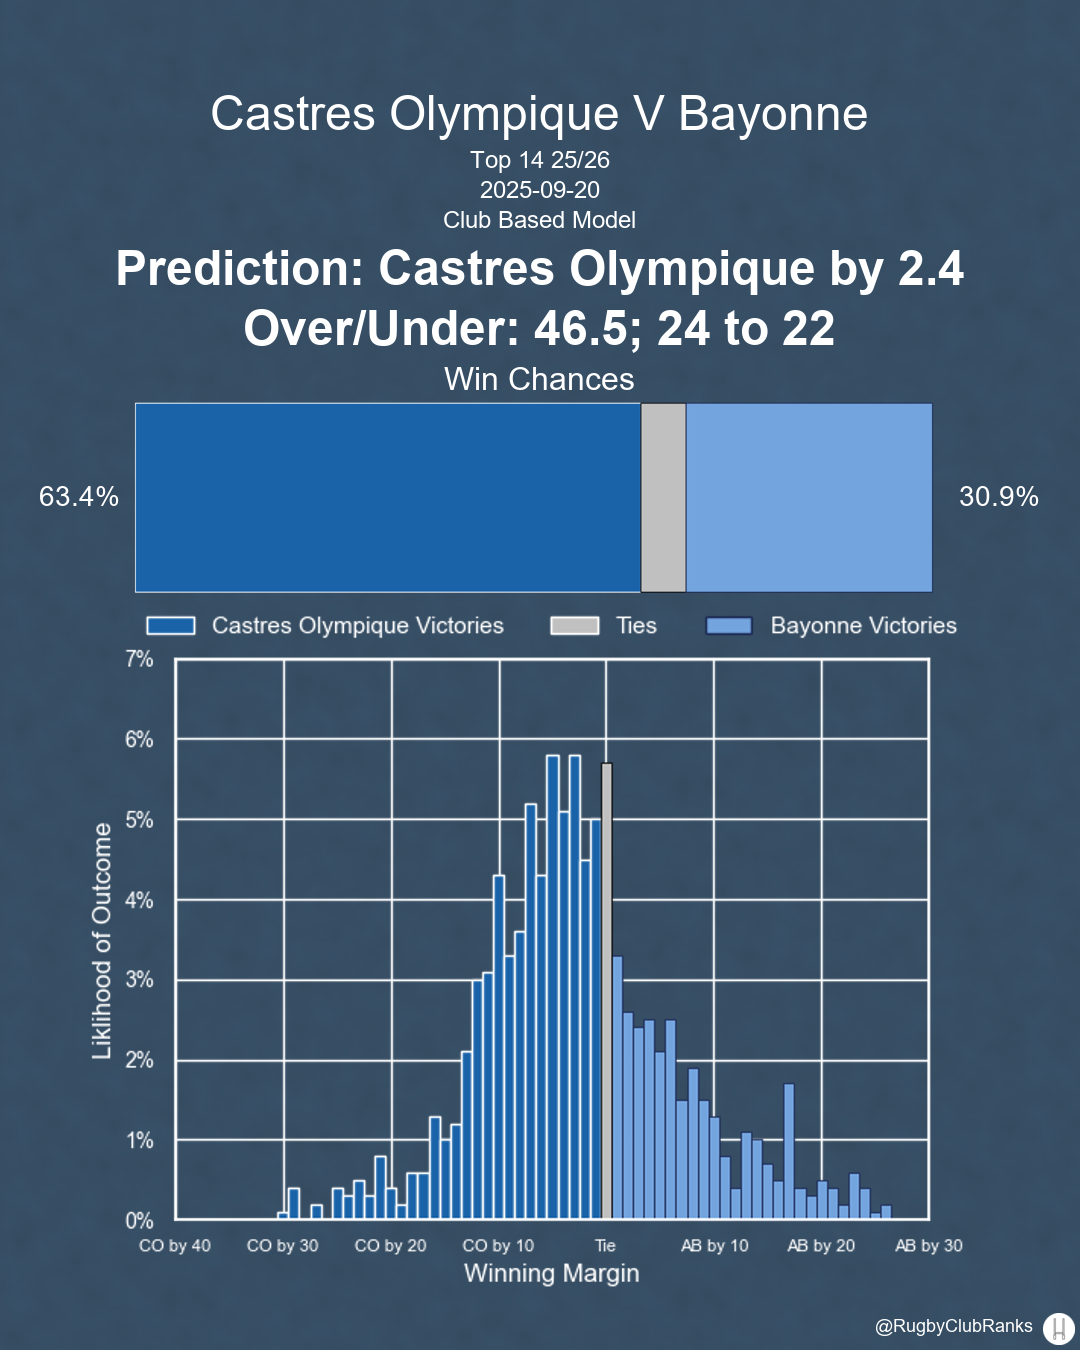 Castres Olympique V Bayonne
Top 14 25/26
2025-09-20
Club Based Model
Prediction: Castres Olympique by 2.4
Over/Under: 46.5; 24 to 22
Win Chances
63.4%
30.9%
Castres Olympique Victories
Ties
Bayonne Victories
7%
6%
5%
4%
3%
2%
1%
0%
Liklihood of Outcome
CO by 40
CO by 30
CO by 20
CO by 10
Tie
AB by 10
AB by 20
AB by 30
Winning Margin
@RugbyClubRanks